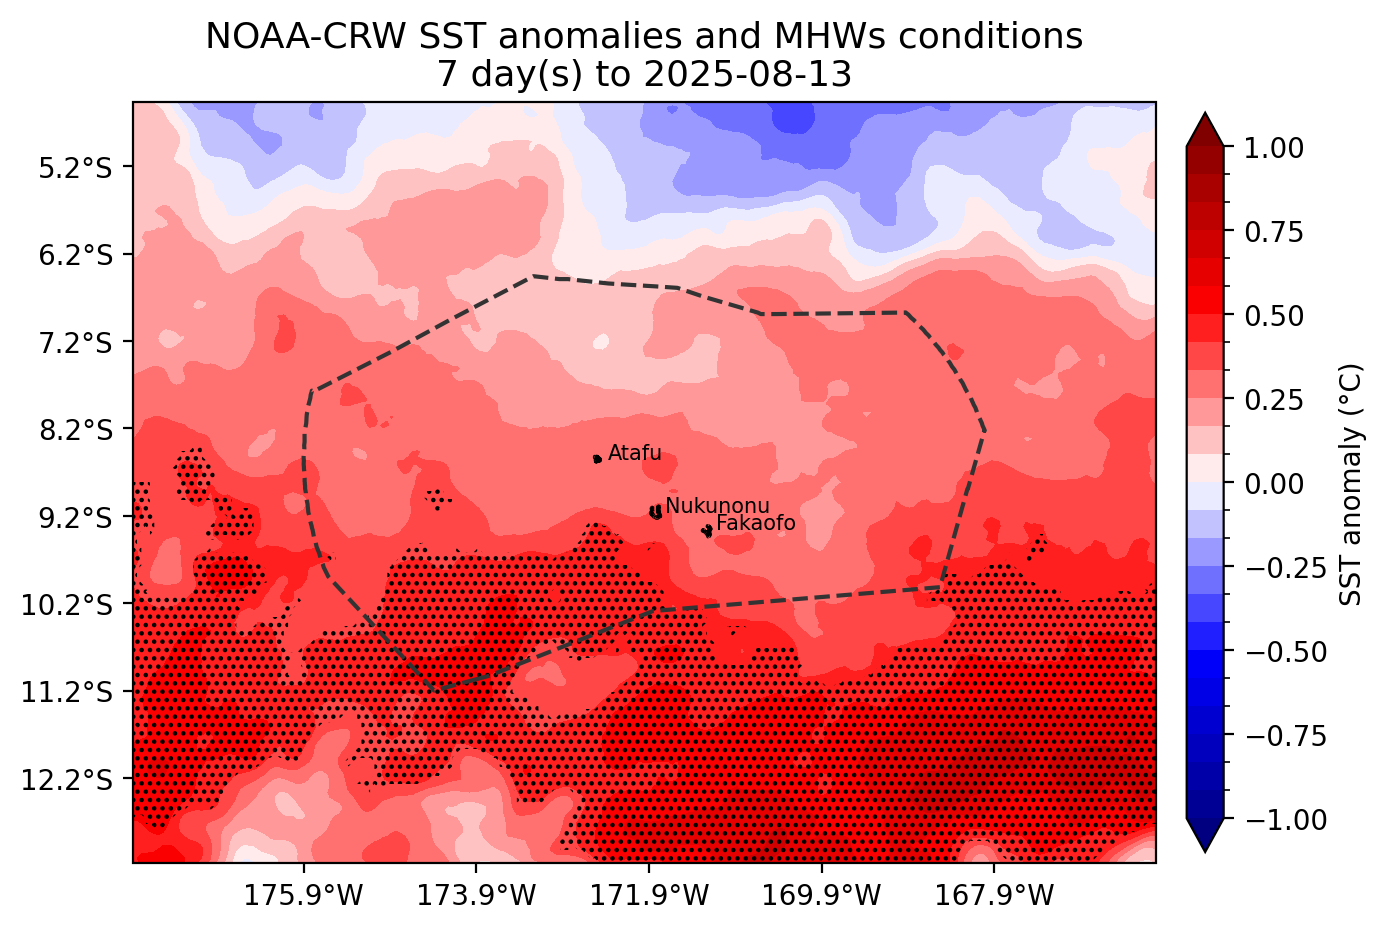 NOAA-CRW SST anomalies and MHWs conditions
7 day(s) to 2025-08-13
5.2°S
6.2°S
7.2°S
8.2°S
9.2°S
10.2°S
11.2°S
12.2°S
Atafu
Nukunonu
Fakaofo
175.9°W
173.9°W
171.9°W
169.9°W
167.9°W
1.00
0.75
0.50
0.25
0.00
−0.25
−0.50
−0.75
−1.00
SST anomaly (°C)